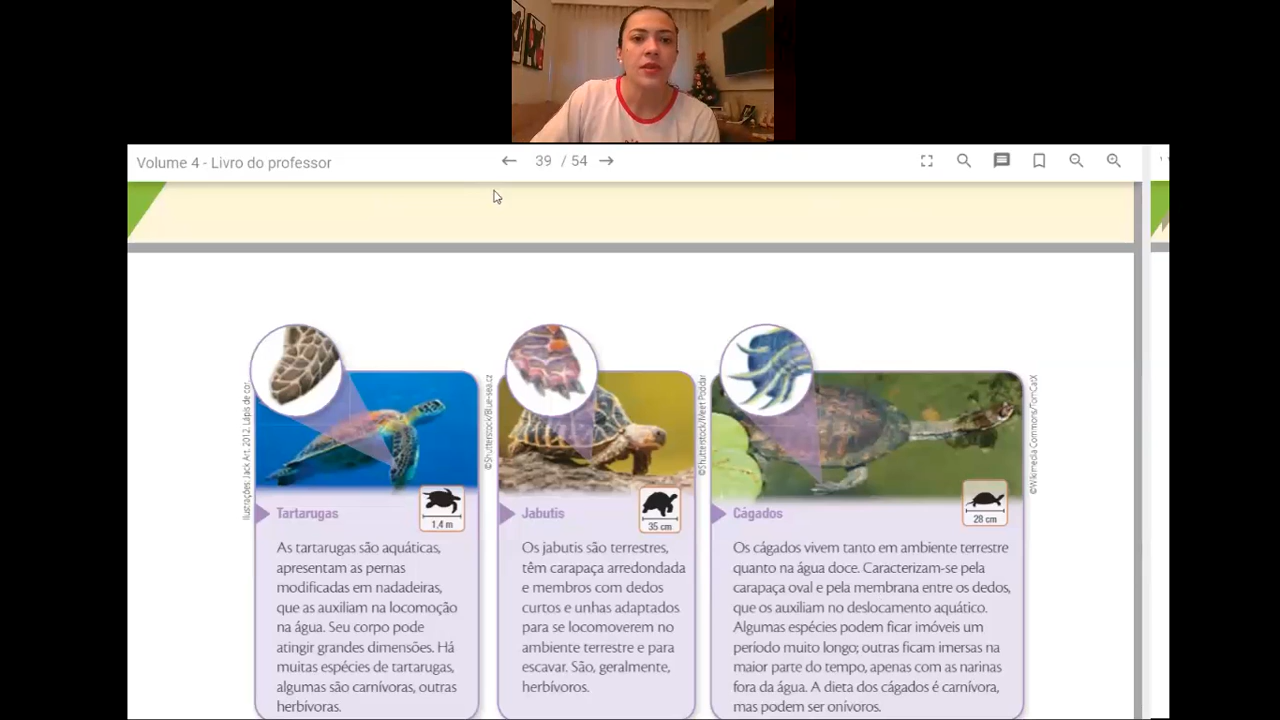 Volume 4 - Livro do professor
39 / 54
Ilustrações: Jack Art. 2012. Lápis de cor.
©Shutterstock/Blue-sea.cz
©Shutterstock/Meet Poddar
©Wikimedia Commons/TomCatX
Tartarugas
1,4 m
As tartarugas são aquáticas,
apresentam as pernas
modificadas em nadadeiras,
que as auxiliam na locomoção
na água. Seu corpo pode
atingir grandes dimensões. Há
muitas espécies de tartarugas,
algumas são carnívoras, outras
herbívoras.
Jabutis
35 cm
Os jabutis são terrestres,
têm carapaça arredondada
e membros com dedos
curtos e unhas adaptados
para se locomoverem no
ambiente terrestre e para
escavar. São, geralmente,
herbívoros.
Cágados
28 cm
Os cágados vivem tanto em ambiente terrestre
quanto na água doce. Caracterizam-se pela
carapaça oval e pela membrana entre os dedos,
que os auxiliam no deslocamento aquático.
Algumas espécies podem ficar imóveis um
período muito longo; outras ficam imersas na
maior parte do tempo, apenas com as narinas
fora da água. A dieta dos cágados é carnívora,
mas podem ser onívoros.